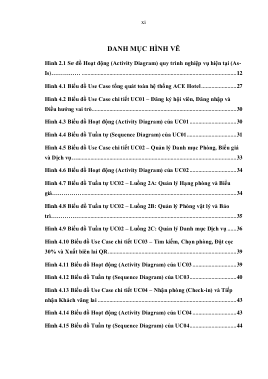 xi
DANH MỤC HÌNH VẼ
Hình 2.1 Sơ đồ Hoạt động (Activity Diagram) quy trình nghiệp vụ hiện tại (As-
Is)……………. ...............................................................................12
Hình 4.1 Biểu đồ Use Case tổng quát toàn hệ thống ACE Hotel...................27
Hình 4.2 Biểu đồ Use Case chi tiết UC01 – Đăng ký hội viên, Đăng nhập và
Điều hướng vai trò...............................................................................30
Hình 4.3 Biểu đồ Hoạt động (Activity Diagram) của UC01.........................30
Hình 4.4 Biểu đồ Tuần tự (Sequence Diagram) của UC01...........................31
Hình 4.5 Biểu đồ Use Case chi tiết UC02 – Quản lý Danh mục Phòng, Biểu giá
và Dịch vụ...............................................................................33
Hình 4.6 Biểu đồ Hoạt động (Activity Diagram) của UC02.........................34
Hình 4.7 Biểu đồ Tuần tự UC02 – Luồng 2A: Quản lý Hạng phòng và Biểu
giá...............................................................................34
Hình 4.8 Biểu đồ Tuần tự UC02 – Luồng 2B: Quản lý Phòng vật lý và Bảo
trì...............................................................................35
Hình 4.9 Biểu đồ Tuần tự UC02 – Luồng 2C: Quản lý Danh mục Dịch vụ......36
Hình 4.10 Biểu đồ Use Case chi tiết UC03 – Tìm kiếm, Chọn phòng, Đặt cọc
30% và Xuất biên lai QR...............................................................39
Hình 4.11 Biểu đồ Hoạt động (Activity Diagram) của UC03.......................39
Hình 4.12 Biểu đồ Tuần tự (Sequence Diagram) của UC03.........................40
Hình 4.13 Biểu đồ Use Case chi tiết UC04 – Nhận phòng (Check-in) và Tiếp
nhận Khách vãng lai...............................................................43
Hình 4.14 Biểu đồ Hoạt động (Activity Diagram) của UC04.......................43
Hình 4.15 Biểu đồ Tuần tự (Sequence Diagram) của UC04.........................44